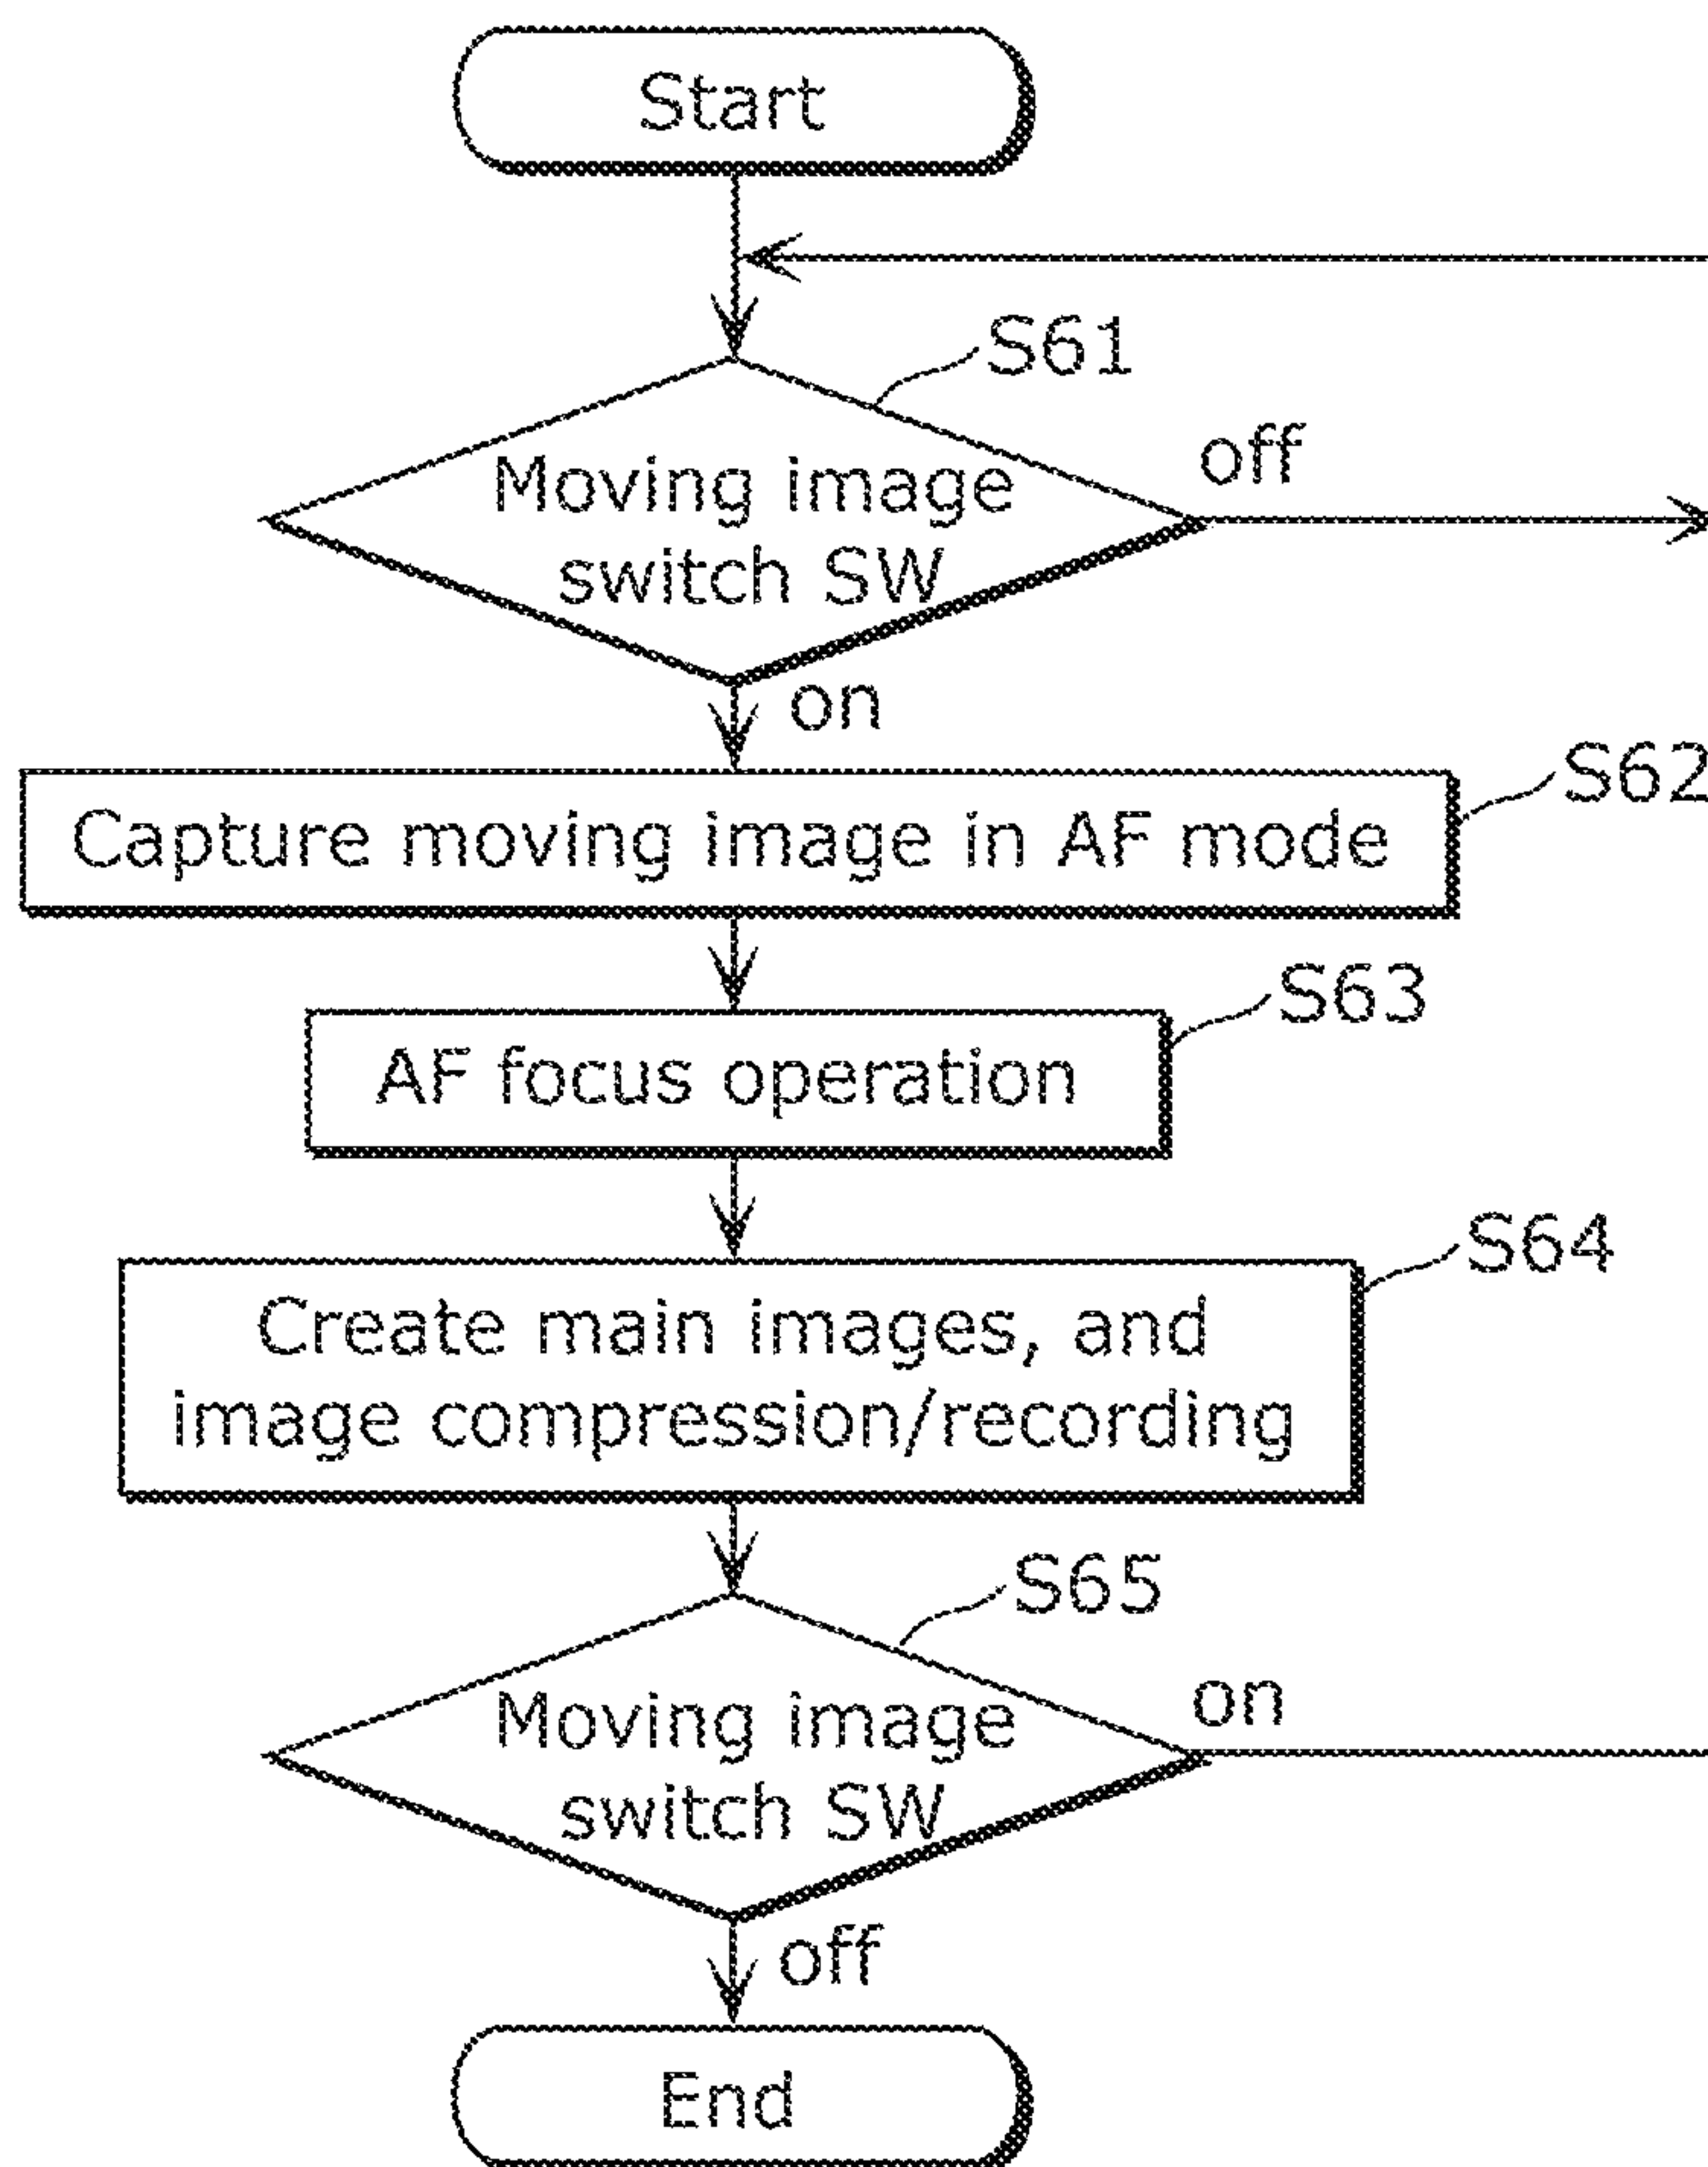 Start
S61
Moving image
switch SW
off
on
S62
Capture moving image in AF mode
S63
AF focus operation
S64
Create main images, and
image compression/recording
S65
Moving image
switch SW
on
off
End